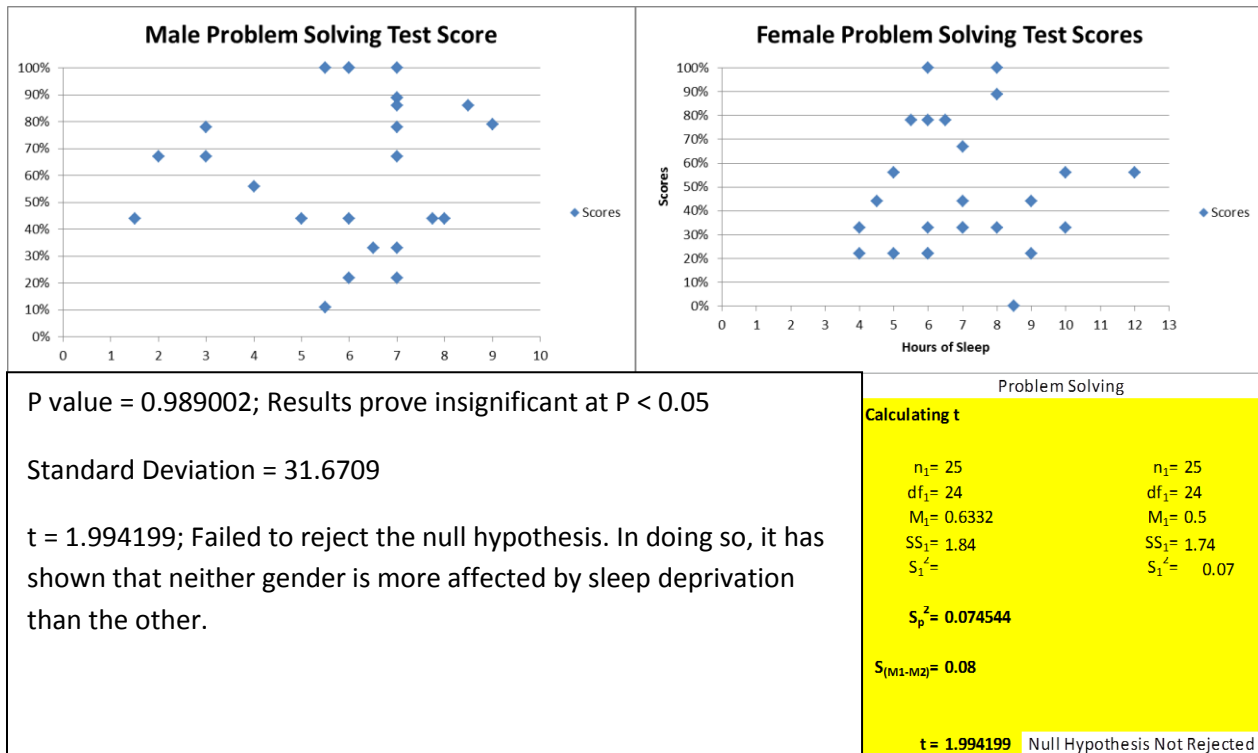 Male Problem Solving Test Score
100%
90%
80%
70%
60%
50%
40%
30%
20%
10%
0%
0 1 2 3 4 5 6 7 8 9 10
Scores
Female Problem Solving Test Scores
Scores
100%
90%
80%
70%
60%
50%
40%
30%
20%
10%
0%
0 1 2 3 4 5 6 7 8 9 10 11 12 13
Hours of Sleep
Scores
P value = 0.989002; Results prove insignificant at P < 0.05
Standard Deviation = 31.6709
t = 1.994199; Failed to reject the null hypothesis. In doing so, it has
shown that neither gender is more affected by sleep deprivation
than the other.
Problem Solving
Calculating t
n₁= 25 n₁= 25
df₁= 24 df₁= 24
M₁= 0.6332 M₁= 0.5
SS₁= 1.84 SS₁= 1.74
S₁²= S₁²= 0.07
Sₚ²= 0.074544
S(M1-M2)= 0.08
t = 1.994199 Null Hypothesis Not Rejected